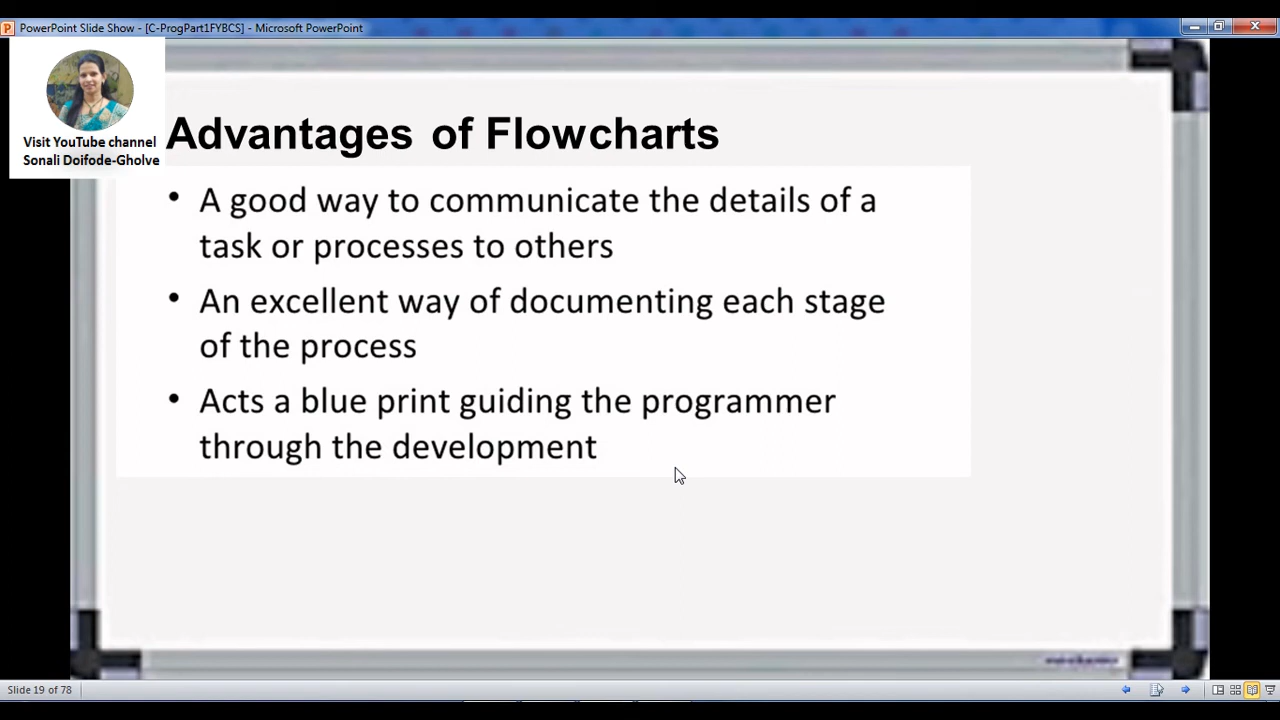 PowerPoint Slide Show - [C-ProgPart1FYBCS] - Microsoft PowerPoint
Visit YouTube channel
Sonali Doifode-Gholve
Advantages of Flowcharts
• A good way to communicate the details of a
task or processes to others
• An excellent way of documenting each stage
of the process
• Acts a blue print guiding the programmer
through the development
Slide 19 of 78